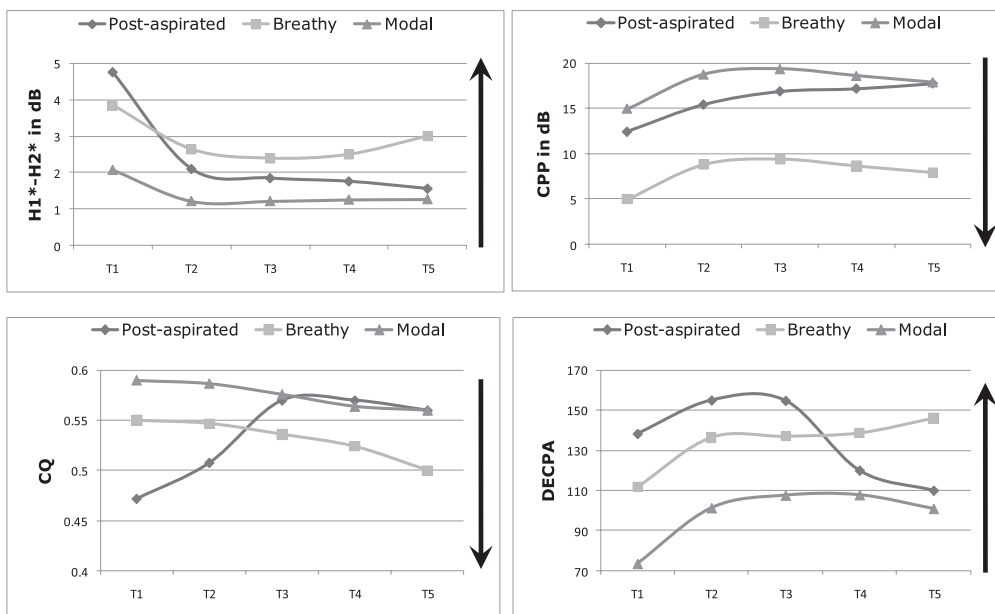 Post-aspirated Breathy Modal
H1*-H2* in dB
5
4
3
2
1
0
T1 T2 T3 T4 T5
Post-aspirated Breathy Modal
CPP in dB
20
15
10
5
0
T1 T2 T3 T4 T5
Post-aspirated Breathy Modal
CQ
0.6
0.55
0.5
0.45
0.4
T1 T2 T3 T4 T5
Post-aspirated Breathy Modal
DECPA
170
150
130
110
90
70
T1 T2 T3 T4 T5